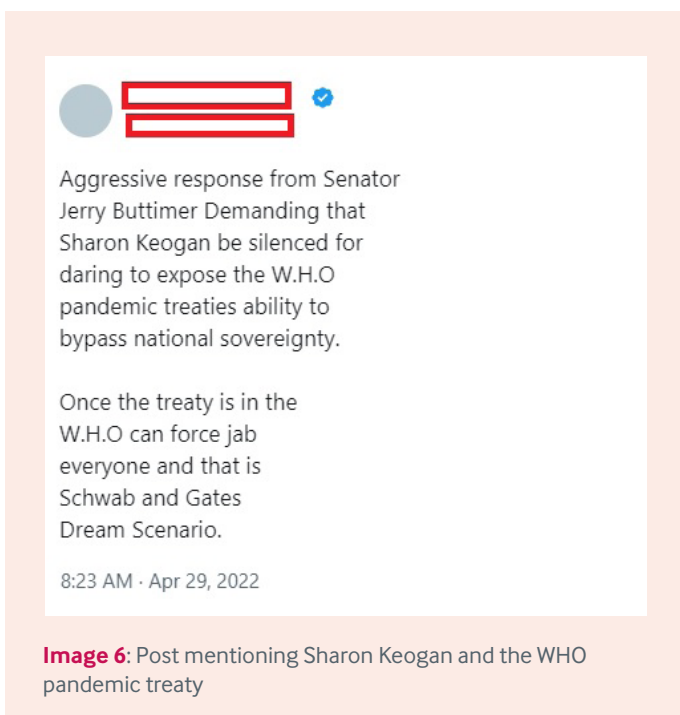 Aggressive response from Senator
Jerry Buttimer Demanding that
Sharon Keogan be silenced for
daring to expose the W.H.O
pandemic treaties ability to
bypass national sovereignty.
Once the treaty is in the
W.H.O can force jab
everyone and that is
Schwab and Gates
Dream Scenario.
8:23 AM · Apr 29, 2022
Image 6: Post mentioning Sharon Keogan and the WHO
pandemic treaty